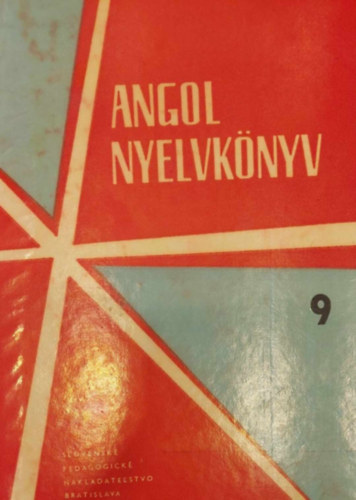 ANGOL
NYELVKÖNYV
9
SLOVENSKÉ
PEDAGOGICKÉ
NAKLADATEĽSTVO
BRATISLAVA